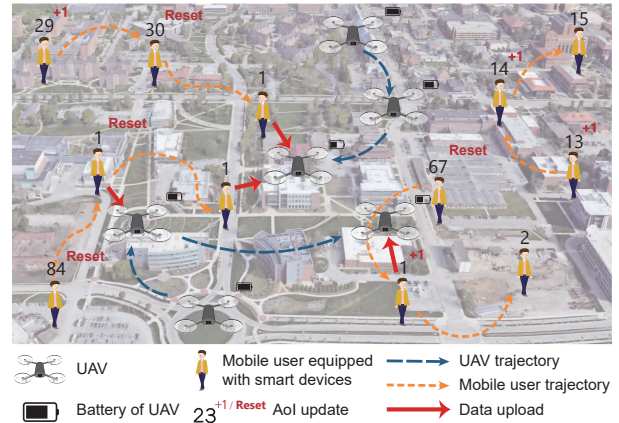 29
+1
30
Reset
15
+1
14
1
Reset
1
13
+1
1
67
Reset
Reset
84
1
+1
2
UAV
Mobile user equipped
with smart devices
UAV trajectory
Mobile user trajectory
Battery of UAV
23 +1 / Reset AoI update
Data upload